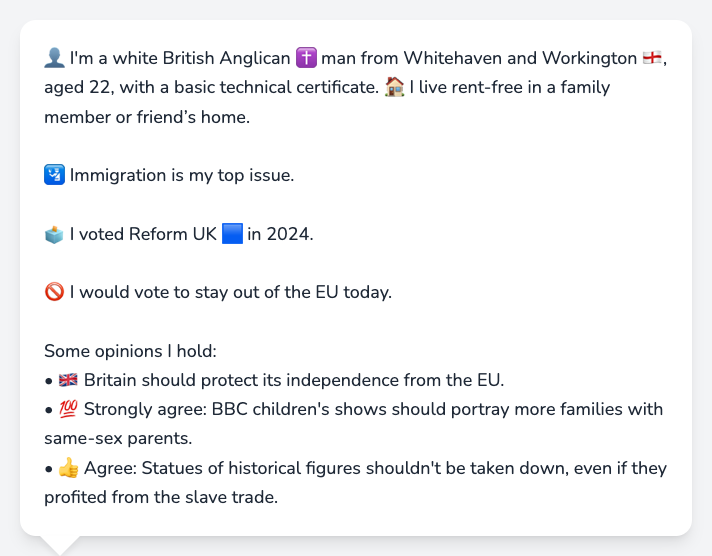 👤 I'm a white British Anglican ✝️ man from Whitehaven and Workington 🏴󠁧󠁢󠁥󠁮󠁧󠁿,
aged 22, with a basic technical certificate. 🏠 I live rent-free in a family
member or friend’s home.
🛂 Immigration is my top issue.
🗳️ I voted Reform UK 🟦 in 2024.
🚫 I would vote to stay out of the EU today.
Some opinions I hold:
• 🇬🇧 Britain should protect its independence from the EU.
• 💯 Strongly agree: BBC children's shows should portray more families with
same-sex parents.
• 👍 Agree: Statues of historical figures shouldn't be taken down, even if they
profited from the slave trade.